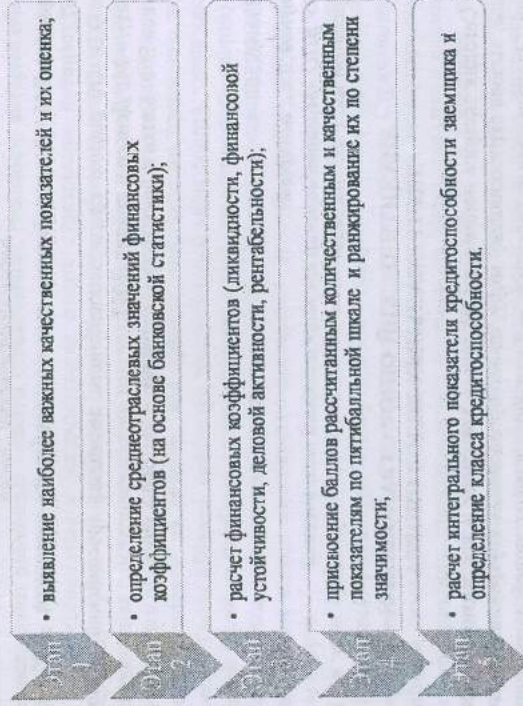 Этап
1
• выявление наиболее важных качественных показателей и их оценка;
Этап
2
• определение среднеотраслевых значений финансовых
коэффициентов (на основе банковской статистики);
Этап
• расчет финансовых коэффициентов (ликвидности, финансовой
устойчивости, деловой активности, рентабельности);
Этап
4
• присвоение баллов рассчитанным количественным и качественным
показателям по пятибалльной шкале и ранжирование их по степени
значимости;
Этап
5
• расчет интегрального показателя кредитоспособности заемщика и
определение класса кредитоспособности.